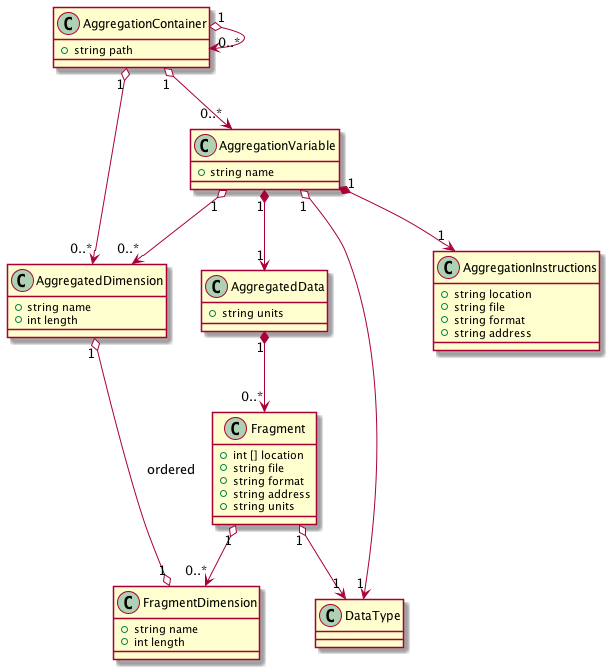 C AggregationContainer
string path
1
0..*
1
1
0..*
C AggregationVariable
string name
1
1
1
1
0..*
0..*
1
1
C AggregatedDimension
string name
int length
C AggregatedData
string units
C AggregationInstructions
string location
string file
format
string address
1
1
0..*
C Fragment
int [] location
string file
string format
string address
string units
ordered
1
1
1
0..*
1
1
C FragmentDimension
string name
int length
C DataType